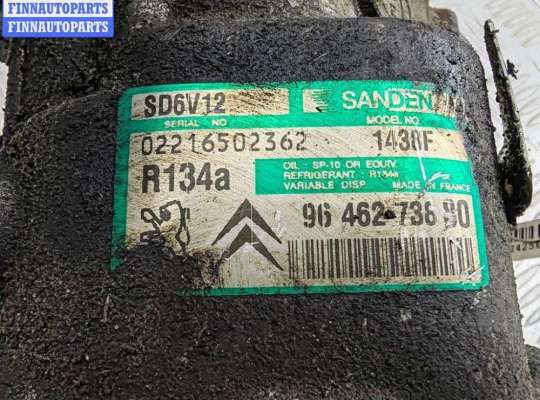 FINNAUTOPARTS
FINNAUTOPARTS
SD6V12 SANDEN
SERIAL NO MODEL NO.
02216502362 1438F
R134a
OIL : SP-10 OR EQUIV.
REFRIGERANT : R134a
VARIABLE DISP. MADE IN FRANCE
96 462 736 80